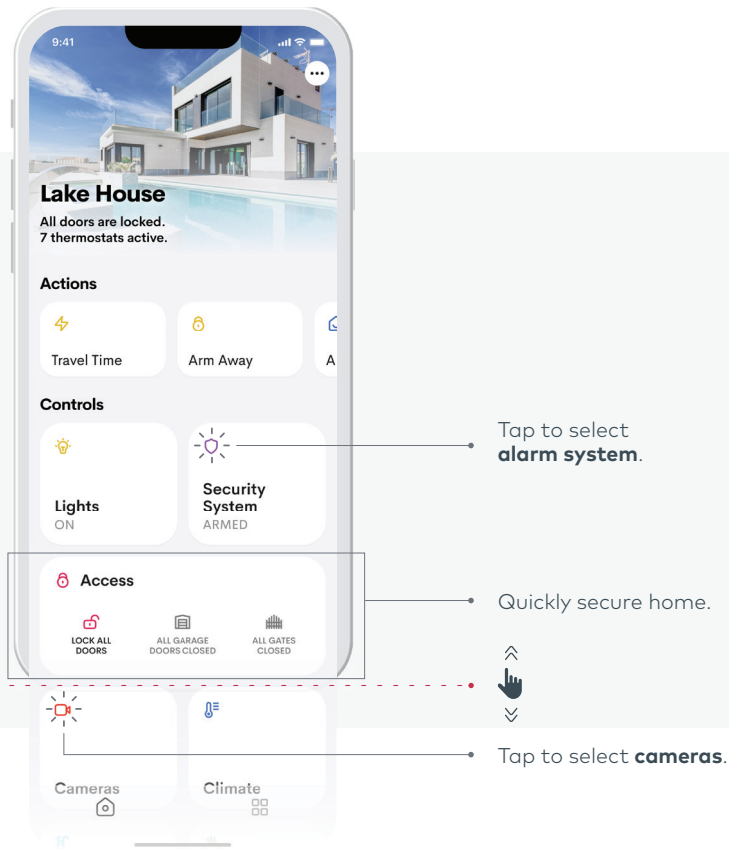 9:41
Lake House
All doors are locked.
7 thermostats active.
Actions
Travel Time
Arm Away
A
Controls
Lights
ON
Security
System
ARMED
Tap to select
alarm system.
Access
LOCK ALL
DOORS
ALL GARAGE
DOORS CLOSED
ALL GATES
CLOSED
Quickly secure home.
Cameras
Climate
Tap to select cameras.